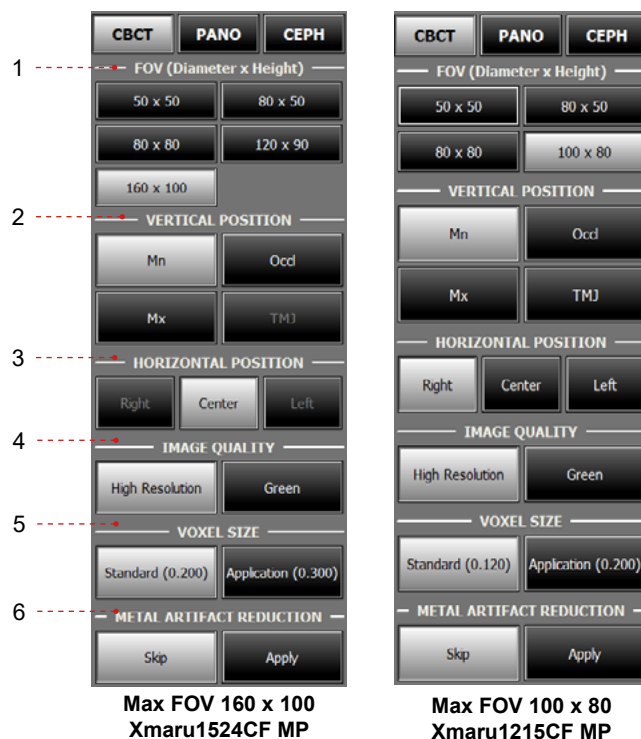 CBCT PANO CEPH
1 FOV (Diameter x Height)
50 x 50 80 x 50
80 x 80 120 x 90
160 x 100
2 VERTICAL POSITION
Mn Occl
Mx TMJ
3 HORIZONTAL POSITION
Right Center Left
4 IMAGE QUALITY
High Resolution Green
5 VOXEL SIZE
Standard (0.200) Application (0.300)
6 METAL ARTIFACT REDUCTION
Skip Apply
Max FOV 160 x 100
Xmaru1524CF MP
CBCT PANO CEPH
FOV (Diameter x Height)
50 x 50 80 x 50
80 x 80 100 x 80
VERTICAL POSITION
Mn Occl
Mx TMJ
HORIZONTAL POSITION
Right Center Left
IMAGE QUALITY
High Resolution Green
VOXEL SIZE
Standard (0.120) Application (0.200)
METAL ARTIFACT REDUCTION
Skip Apply
Max FOV 100 x 80
Xmaru1215CF MP